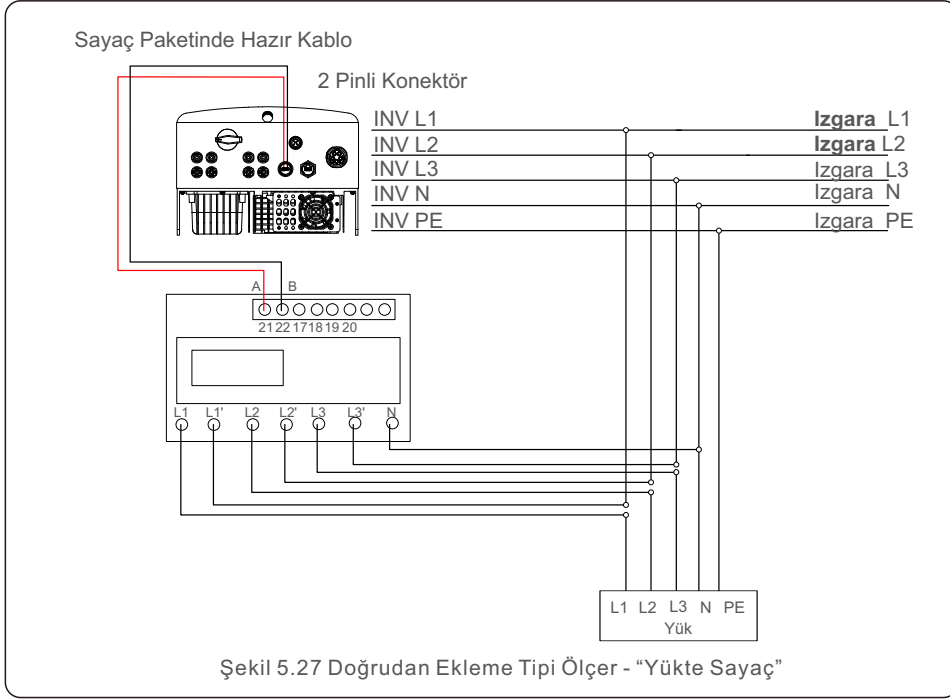 Sayaç Paketinde Hazır Kablo
2 Pinli Konektör
INV L1 Izgara L1
INV L2 Izgara L2
INV L3 Izgara L3
INV N Izgara N
INV PE Izgara PE
A B
21 22 17 18 19 20
L1 L1' L2 L2' L3 L3' N
L1 L2 L3 N PE
Yük
Şekil 5.27 Doğrudan Ekleme Tipi Ölçer - “Yükte Sayaç”